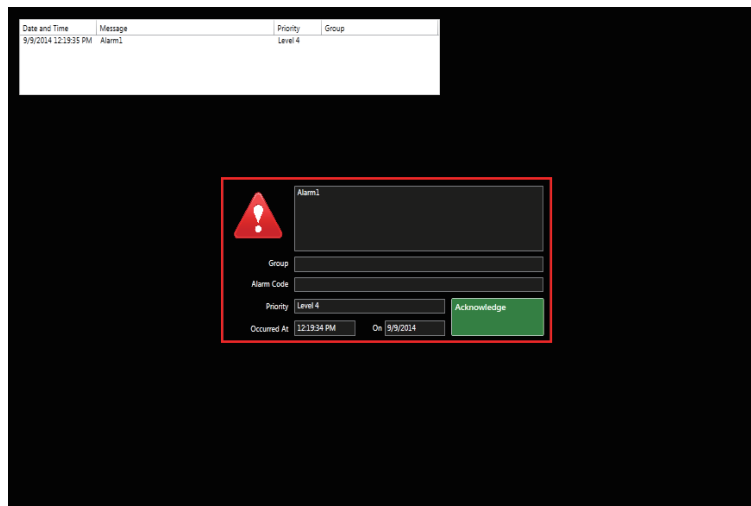 Date and Time Message Priority Group
9/9/2014 12:19:35 PM Alarm1 Level 4
Alarm1
Group
Alarm Code
Priority Level 4 Acknowledge
Occurred At 12:19:34 PM On 9/9/2014